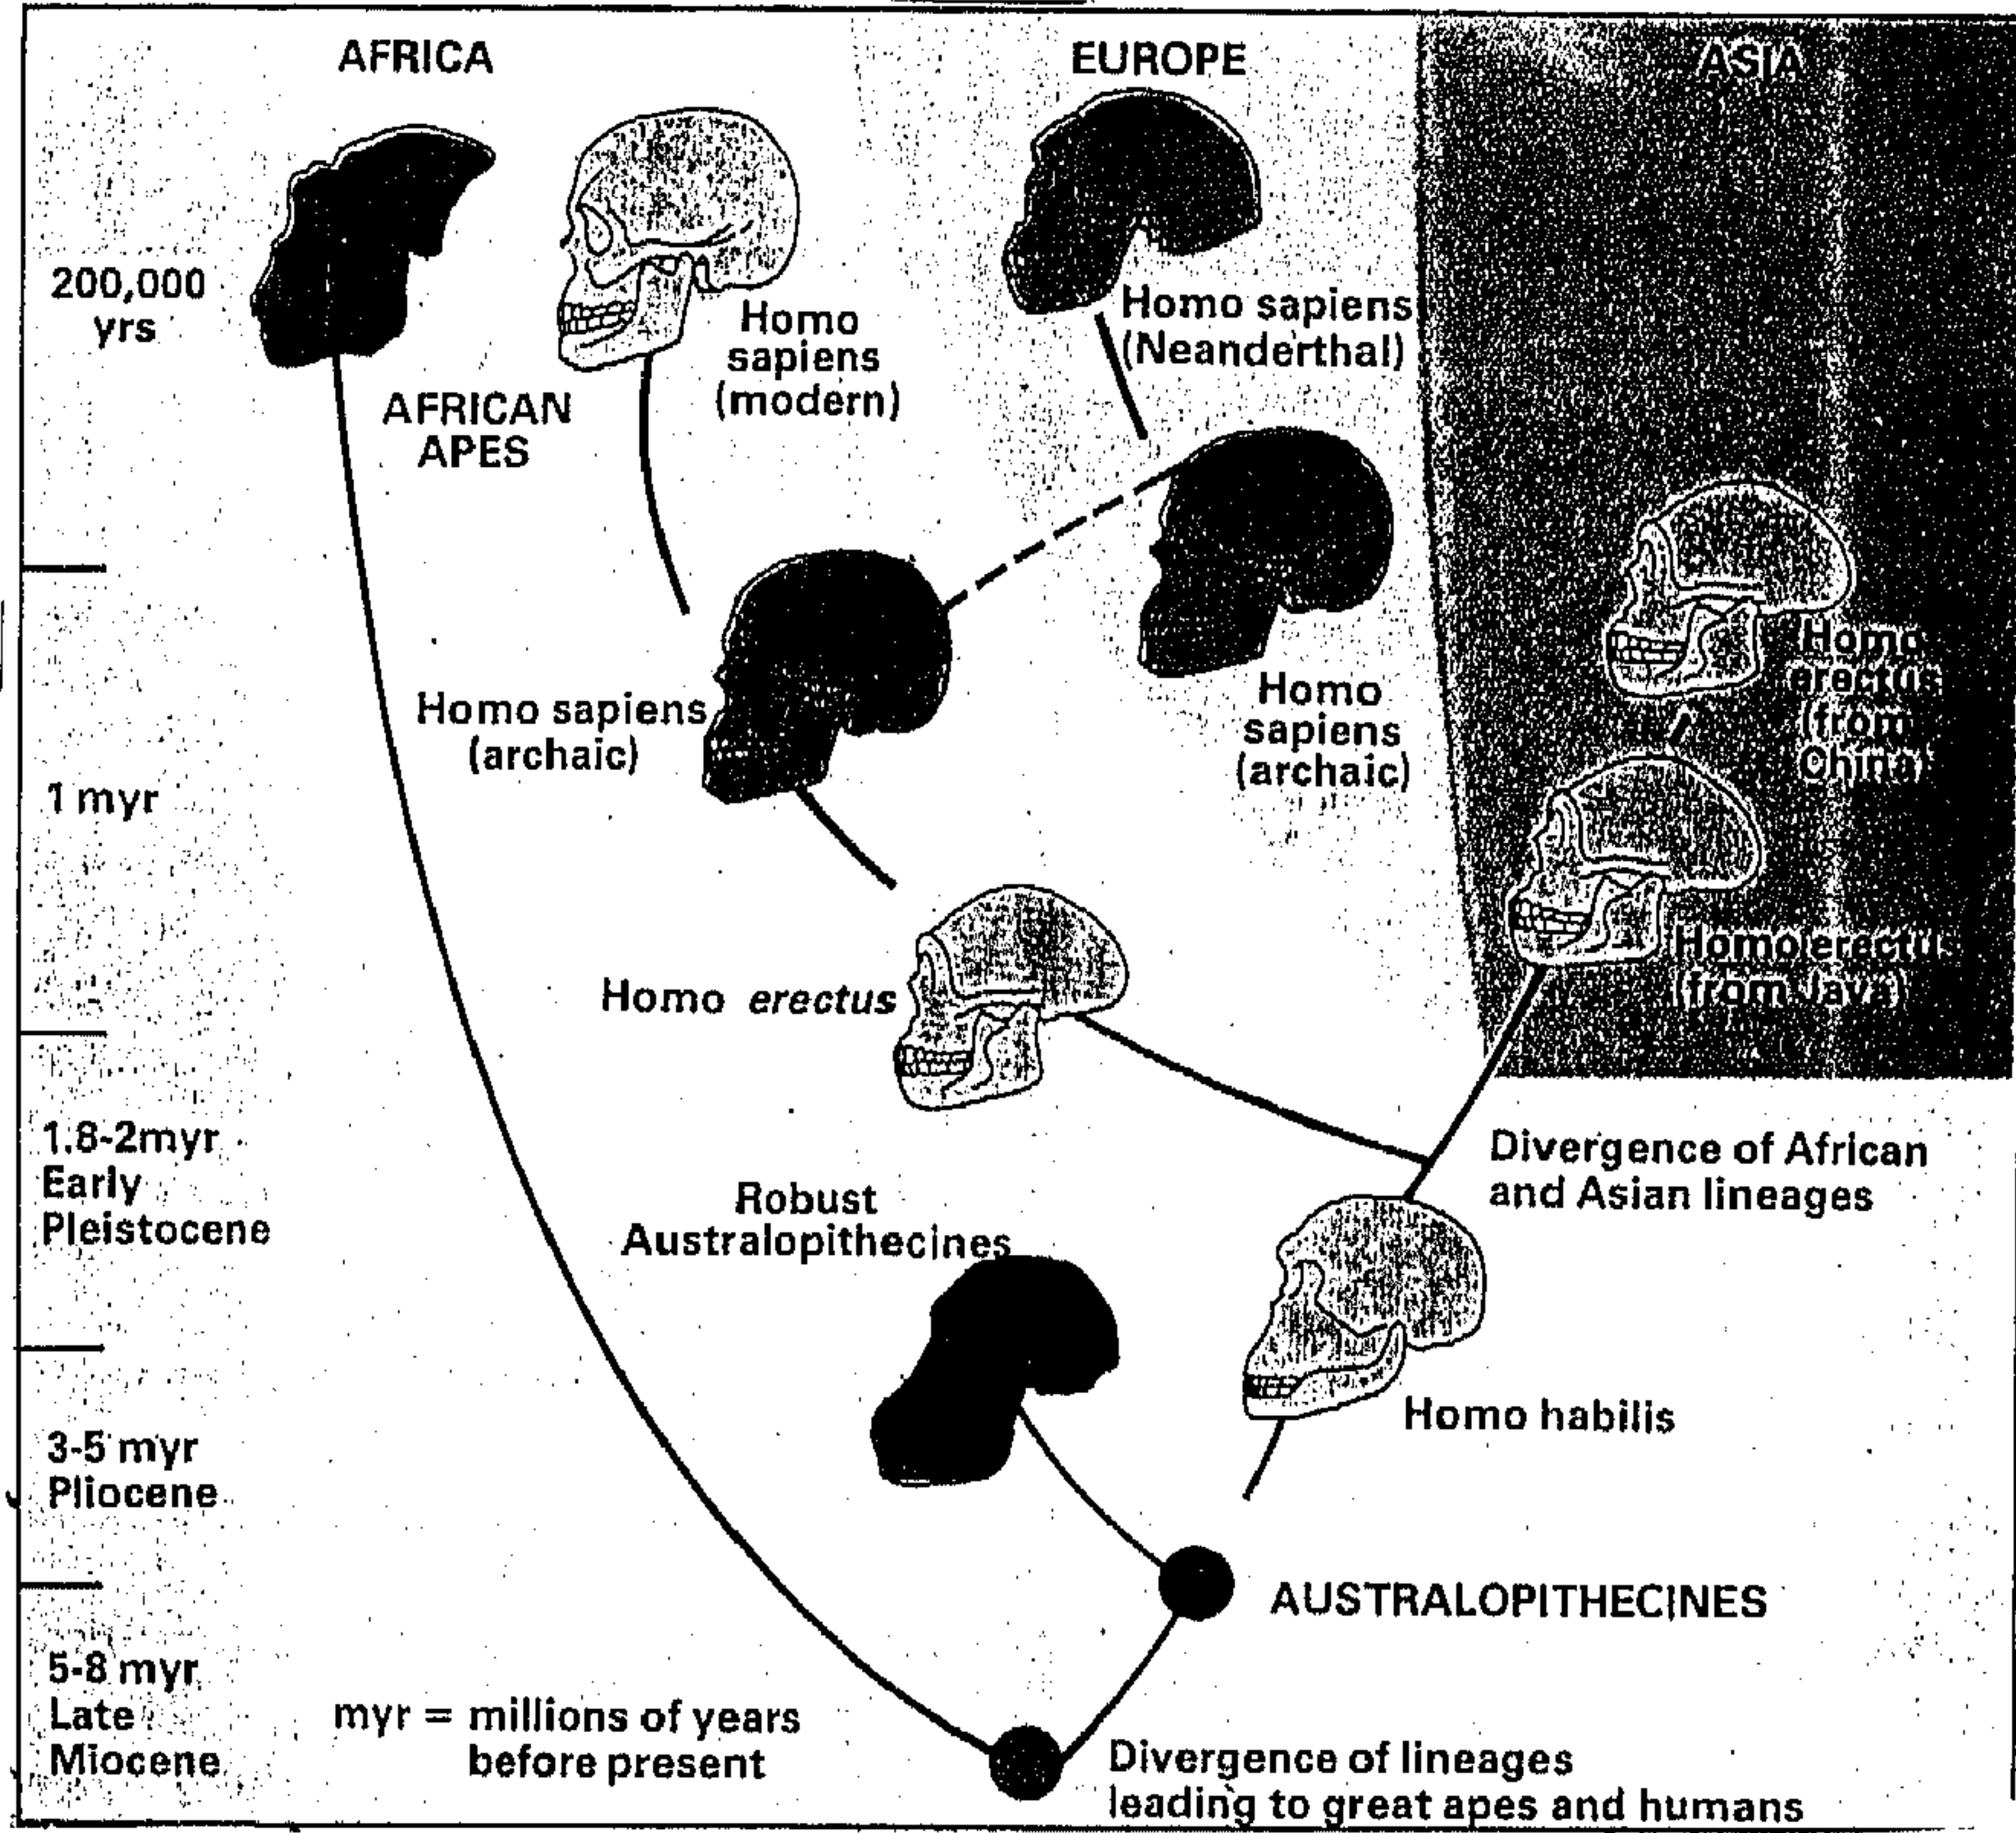 AFRICA
EUROPE
ASIA
200,000
yrs
Homo
sapiens
(modern)
Homo sapiens
(Neanderthal)
AFRICAN
APES
Homo sapiens
(archaic)
Homo
sapiens
(archaic)
Homo
erectus
(from
China)
1 myr
Homo erectus
Homo erectus
(from Java)
1.8-2myr
Early
Pleistocene
Robust
Australopithecines
Divergence of African
and Asian lineages
Homo habilis
3-5 myr
Pliocene
AUSTRALOPITHECINES
5-8 myr
Late
Miocene
myr = millions of years
before present
Divergence of lineages
leading to great apes and humans